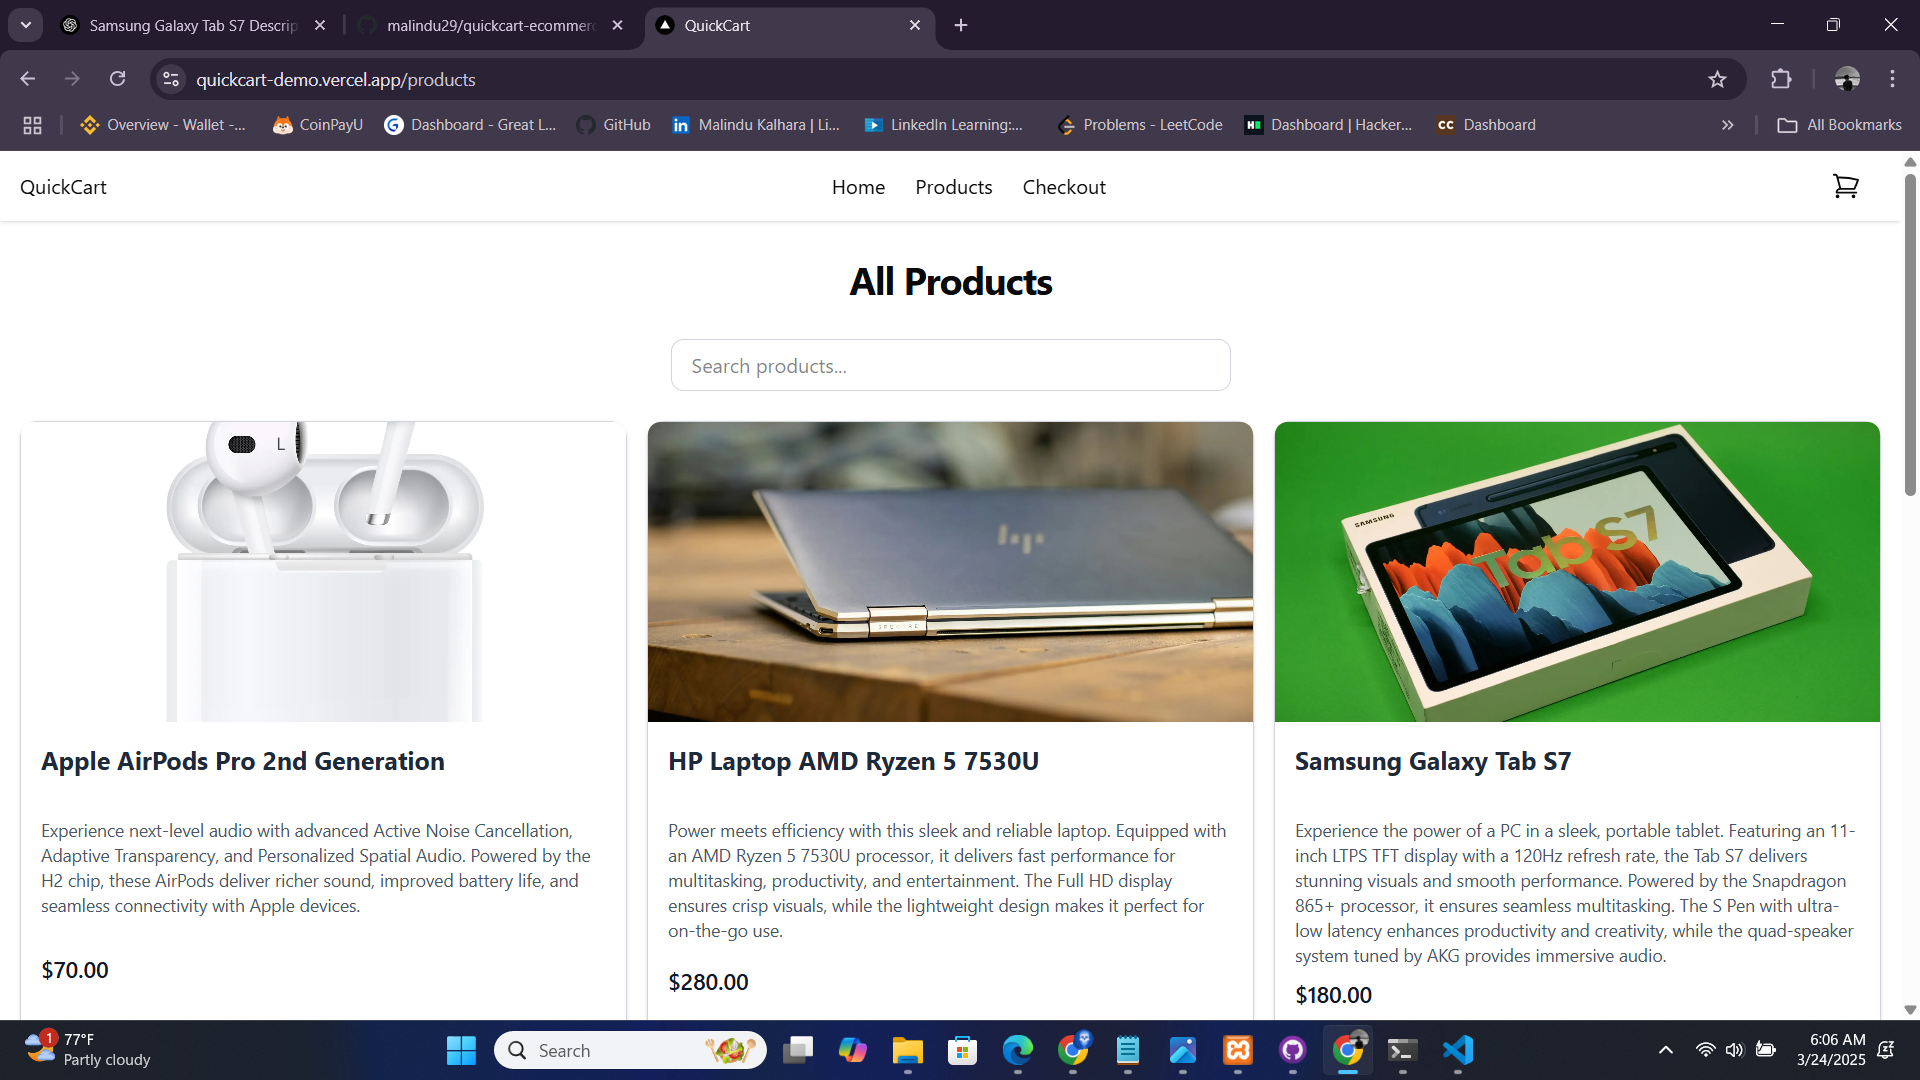 Samsung Galaxy Tab S7 Descrip
malindu29/quickcart-ecommerc
QuickCart
quickcart-demo.vercel.app/products
Overview - Wallet -...
CoinPayU
Dashboard - Great L...
GitHub
Malindu Kalhara | Li...
LinkedIn Learning:...
Problems - LeetCode
Dashboard | Hacker...
Dashboard
All Bookmarks
QuickCart
Home
Products
Checkout
All Products
Search products...
L
hp
SPECTRE
SAMSUNG
Tab S7
Apple AirPods Pro 2nd Generation
Experience next-level audio with advanced Active Noise Cancellation,
Adaptive Transparency, and Personalized Spatial Audio. Powered by the
H2 chip, these AirPods deliver richer sound, improved battery life, and
seamless connectivity with Apple devices.
$70.00
HP Laptop AMD Ryzen 5 7530U
Power meets efficiency with this sleek and reliable laptop. Equipped with
an AMD Ryzen 5 7530U processor, it delivers fast performance for
multitasking, productivity, and entertainment. The Full HD display
ensures crisp visuals, while the lightweight design makes it perfect for
on-the-go use.
$280.00
Samsung Galaxy Tab S7
Experience the power of a PC in a sleek, portable tablet. Featuring an 11-
inch LTPS TFT display with a 120Hz refresh rate, the Tab S7 delivers
stunning visuals and smooth performance. Powered by the Snapdragon
865+ processor, it ensures seamless multitasking. The S Pen with ultra-
low latency enhances productivity and creativity, while the quad-speaker
system tuned by AKG provides immersive audio.
$180.00
1
77°F
Partly cloudy
Search
6:06 AM
3/24/2025